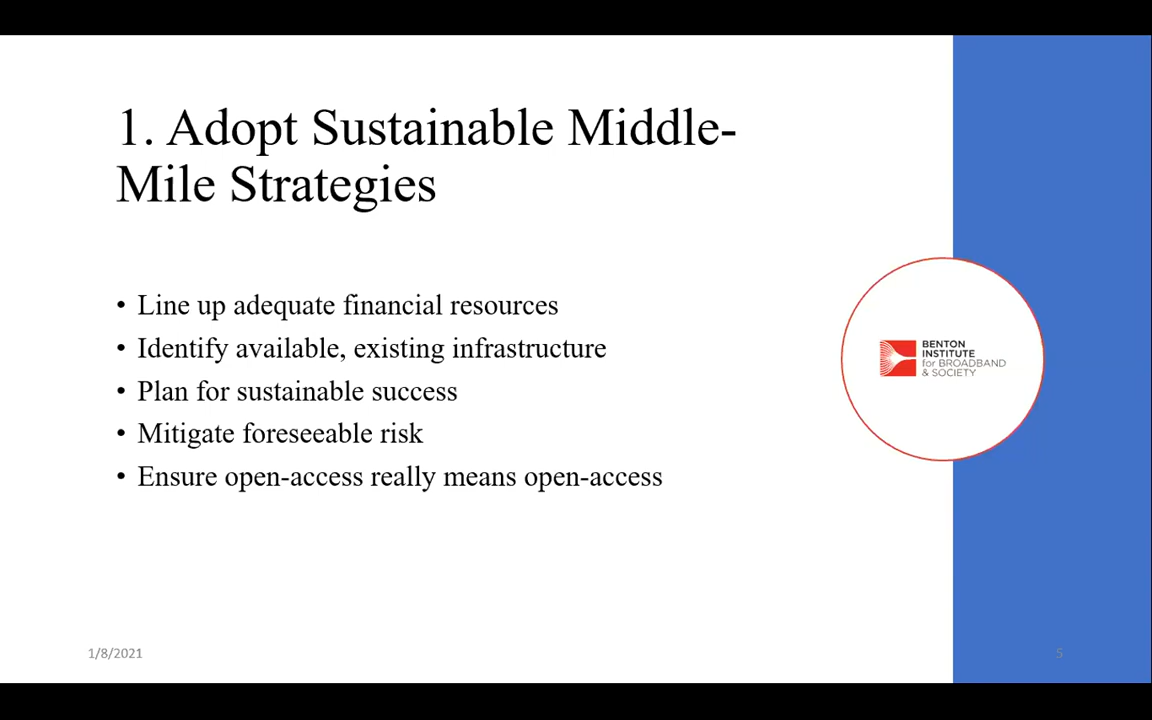 1. Adopt Sustainable Middle-
Mile Strategies
• Line up adequate financial resources
• Identify available, existing infrastructure
• Plan for sustainable success
• Mitigate foreseeable risk
• Ensure open-access really means open-access
BENTON
INSTITUTE
for BROADBAND
& SOCIETY
1/8/2021
5